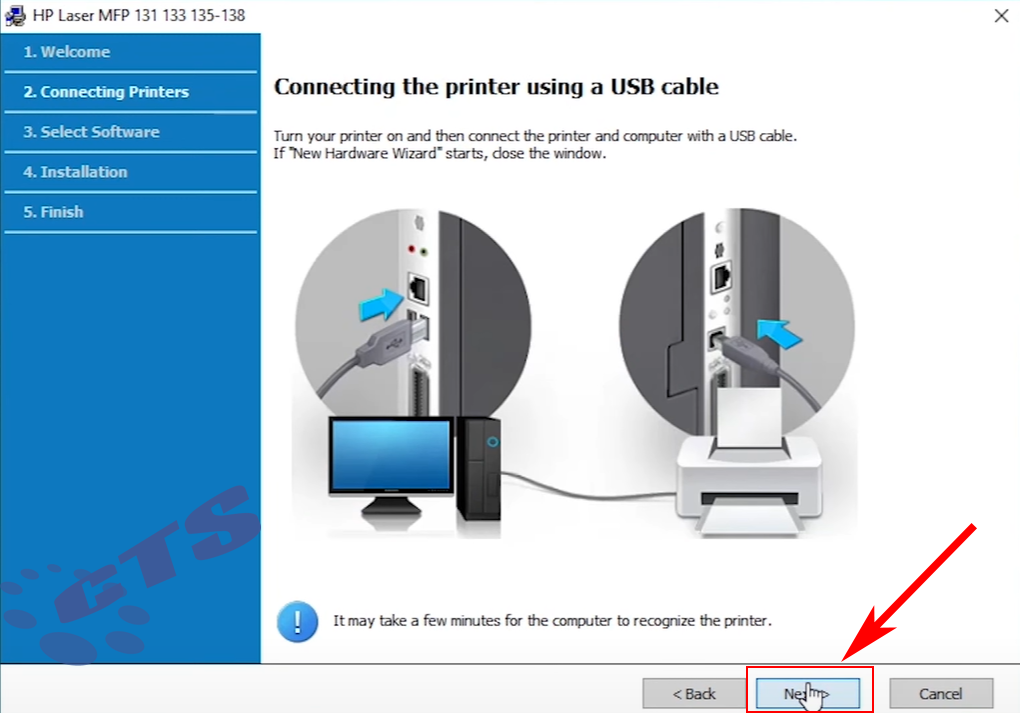 HP Laser MFP 131 133 135-138
1. Welcome
2. Connecting Printers
3. Select Software
4. Installation
5. Finish
Connecting the printer using a USB cable
Turn your printer on and then connect the printer and computer with a USB cable.
If "New Hardware Wizard" starts, close the window.
CTS
It may take a few minutes for the computer to recognize the printer.
< Back
Next >
Cancel